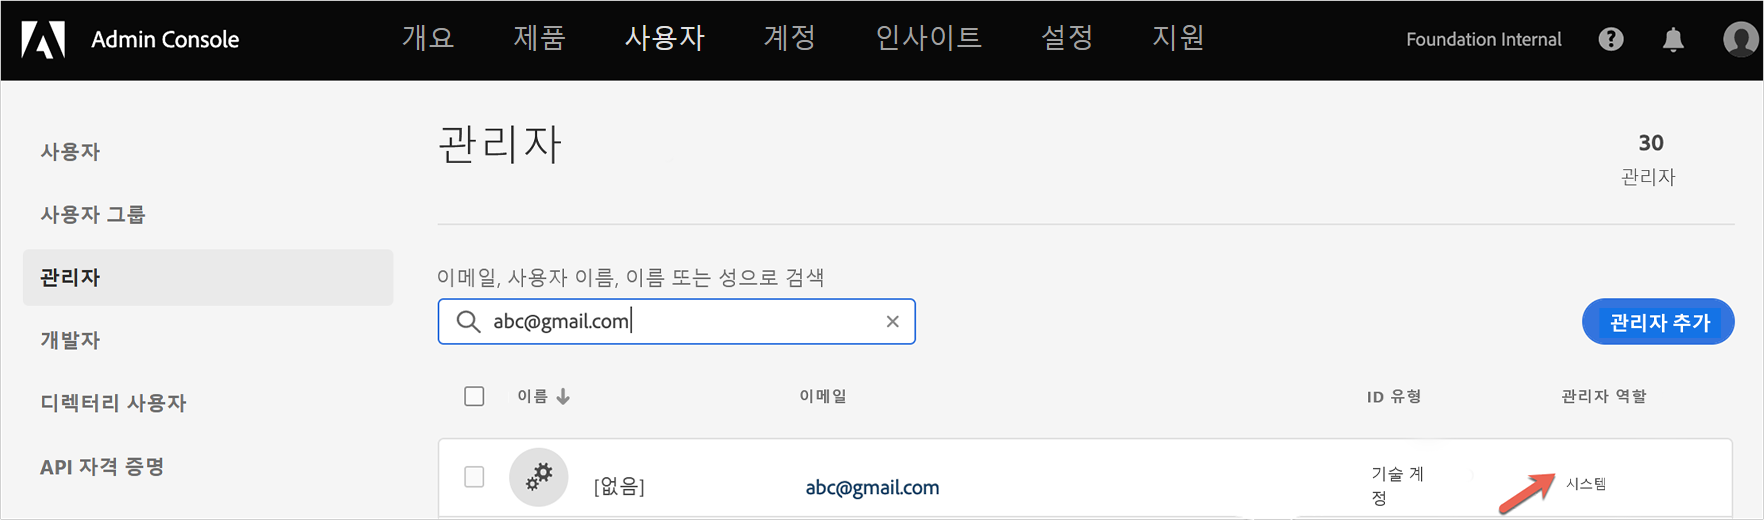 Admin Console 개요 제품 사용자 계정 인사이트 설정 지원 Foundation Internal ?
사용자
사용자 그룹
관리자
개발자
디렉터리 사용자
API 자격 증명
관리자
30
관리자
이메일, 사용자 이름, 이름 또는 성으로 검색
abc@gmail.com
관리자 추가
이름 이메일 ID 유형 관리자 역할
[없음] abc@gmail.com 기술 계
정 시스템